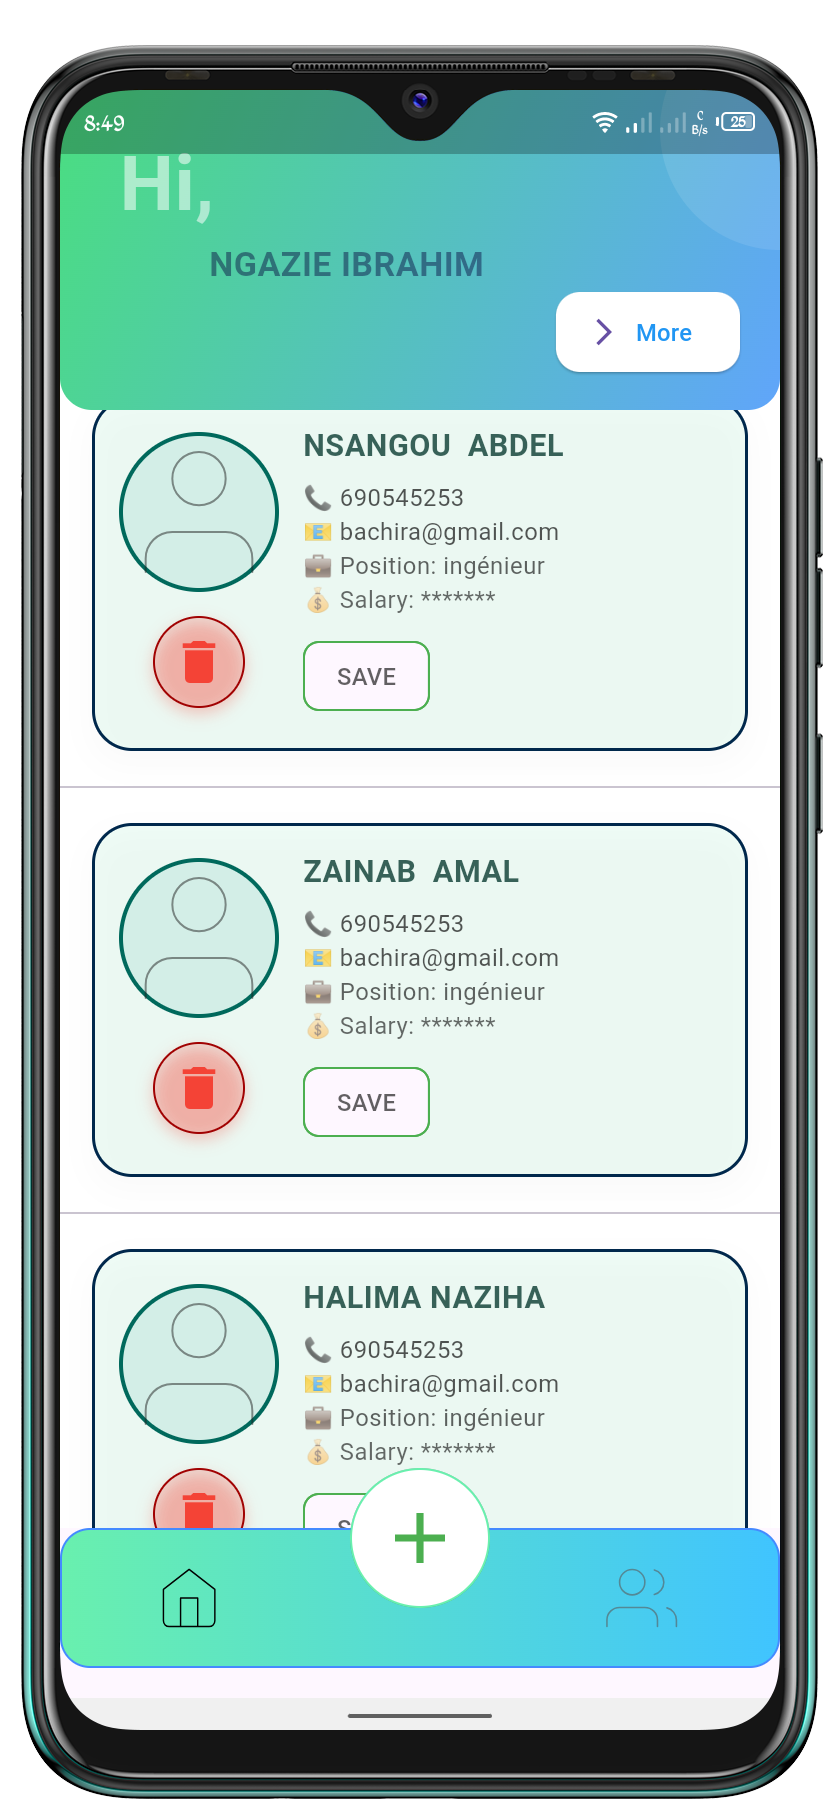 8:49
C
B/s
25
Hi,
NGAZIE IBRAHIM
More
NSANGOU ABDEL
690545253
bachira@gmail.com
Position: ingénieur
Salary: *******
SAVE
ZAINAB AMAL
690545253
bachira@gmail.com
Position: ingénieur
Salary: *******
SAVE
HALIMA NAZIHA
690545253
bachira@gmail.com
Position: ingénieur
Salary: *******